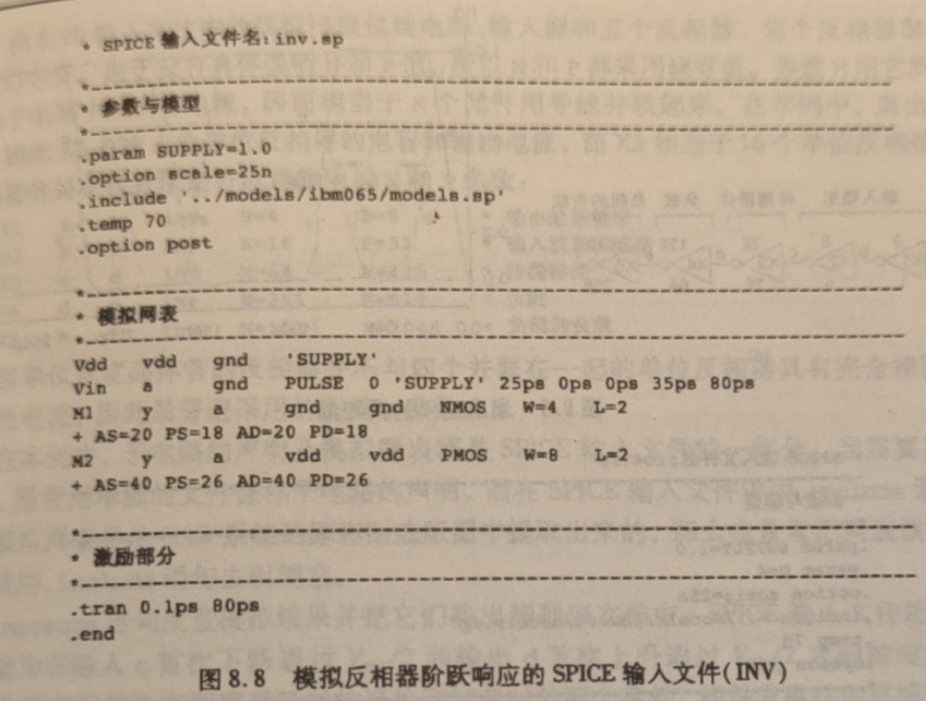 * SPICE 输入文件名: inv.sp
*----------------------------------------------------------------------
* 参数与模型
*----------------------------------------------------------------------
.param SUPPLY=1.0
.option scale=25n
.include '../models/ibm065/models.sp'
.temp 70
.option post
*----------------------------------------------------------------------
* 模拟网表
*----------------------------------------------------------------------
Vdd vdd gnd 'SUPPLY'
Vin a gnd PULSE 0 'SUPPLY' 25ps 0ps 0ps 35ps 80ps
M1 y a gnd gnd NMOS W=4 L=2
+ AS=20 PS=18 AD=20 PD=18
M2 y a vdd vdd PMOS W=8 L=2
+ AS=40 PS=26 AD=40 PD=26
*----------------------------------------------------------------------
* 激励部分
*----------------------------------------------------------------------
.tran 0.1ps 80ps
.end
图 8.8 模拟反相器阶跃响应的 SPICE 输入文件(INV)